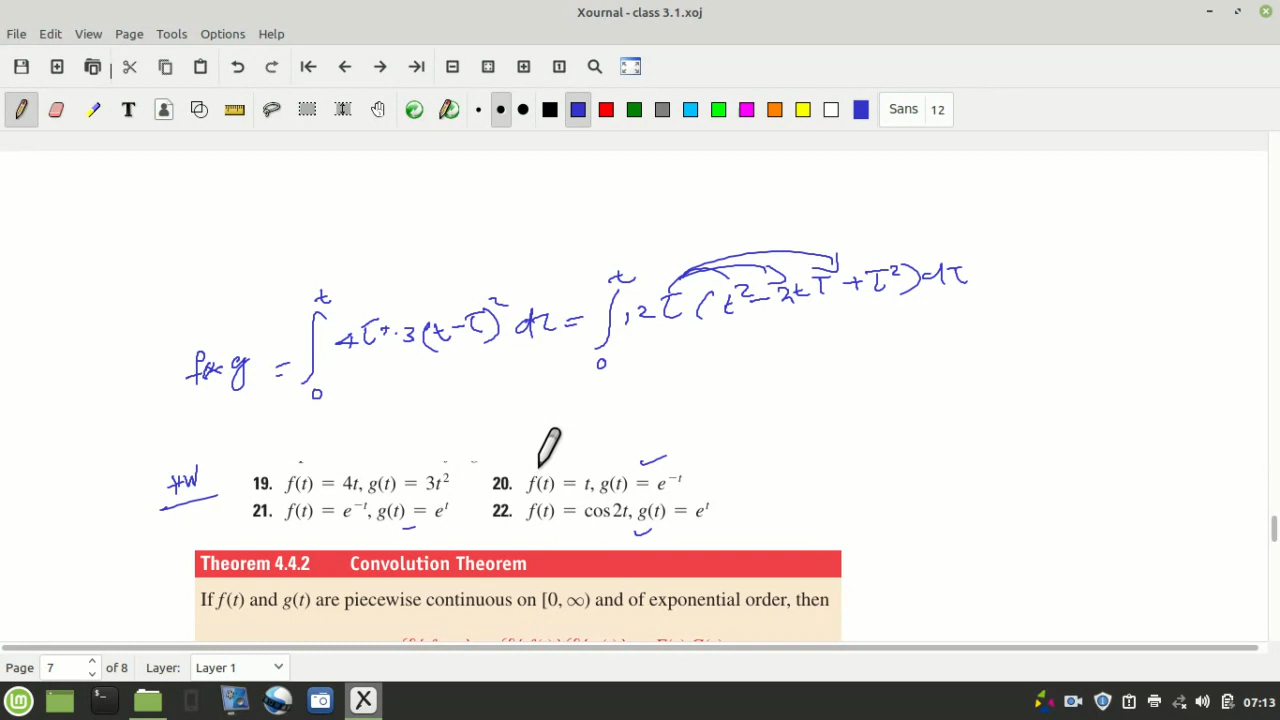 Xournal - class 3.1.xoj
File Edit View Page Tools Options Help
Sans 12
f * g = ∫₀ᵗ 4τ · 3(t-τ)² dτ = ∫₀ᵗ 12τ(t² - 2tτ + τ²)dτ
HW
19. f(t) = 4t, g(t) = 3t² 20. f(t) = t, g(t) = e⁻ᵗ
21. f(t) = e⁻ᵗ, g(t) = eᵗ 22. f(t) = cos 2t, g(t) = eᵗ
Theorem 4.4.2 Convolution Theorem
If f(t) and g(t) are piecewise continuous on [0, ∞) and of exponential order, then
Page 7 of 8 Layer: Layer 1
07:13